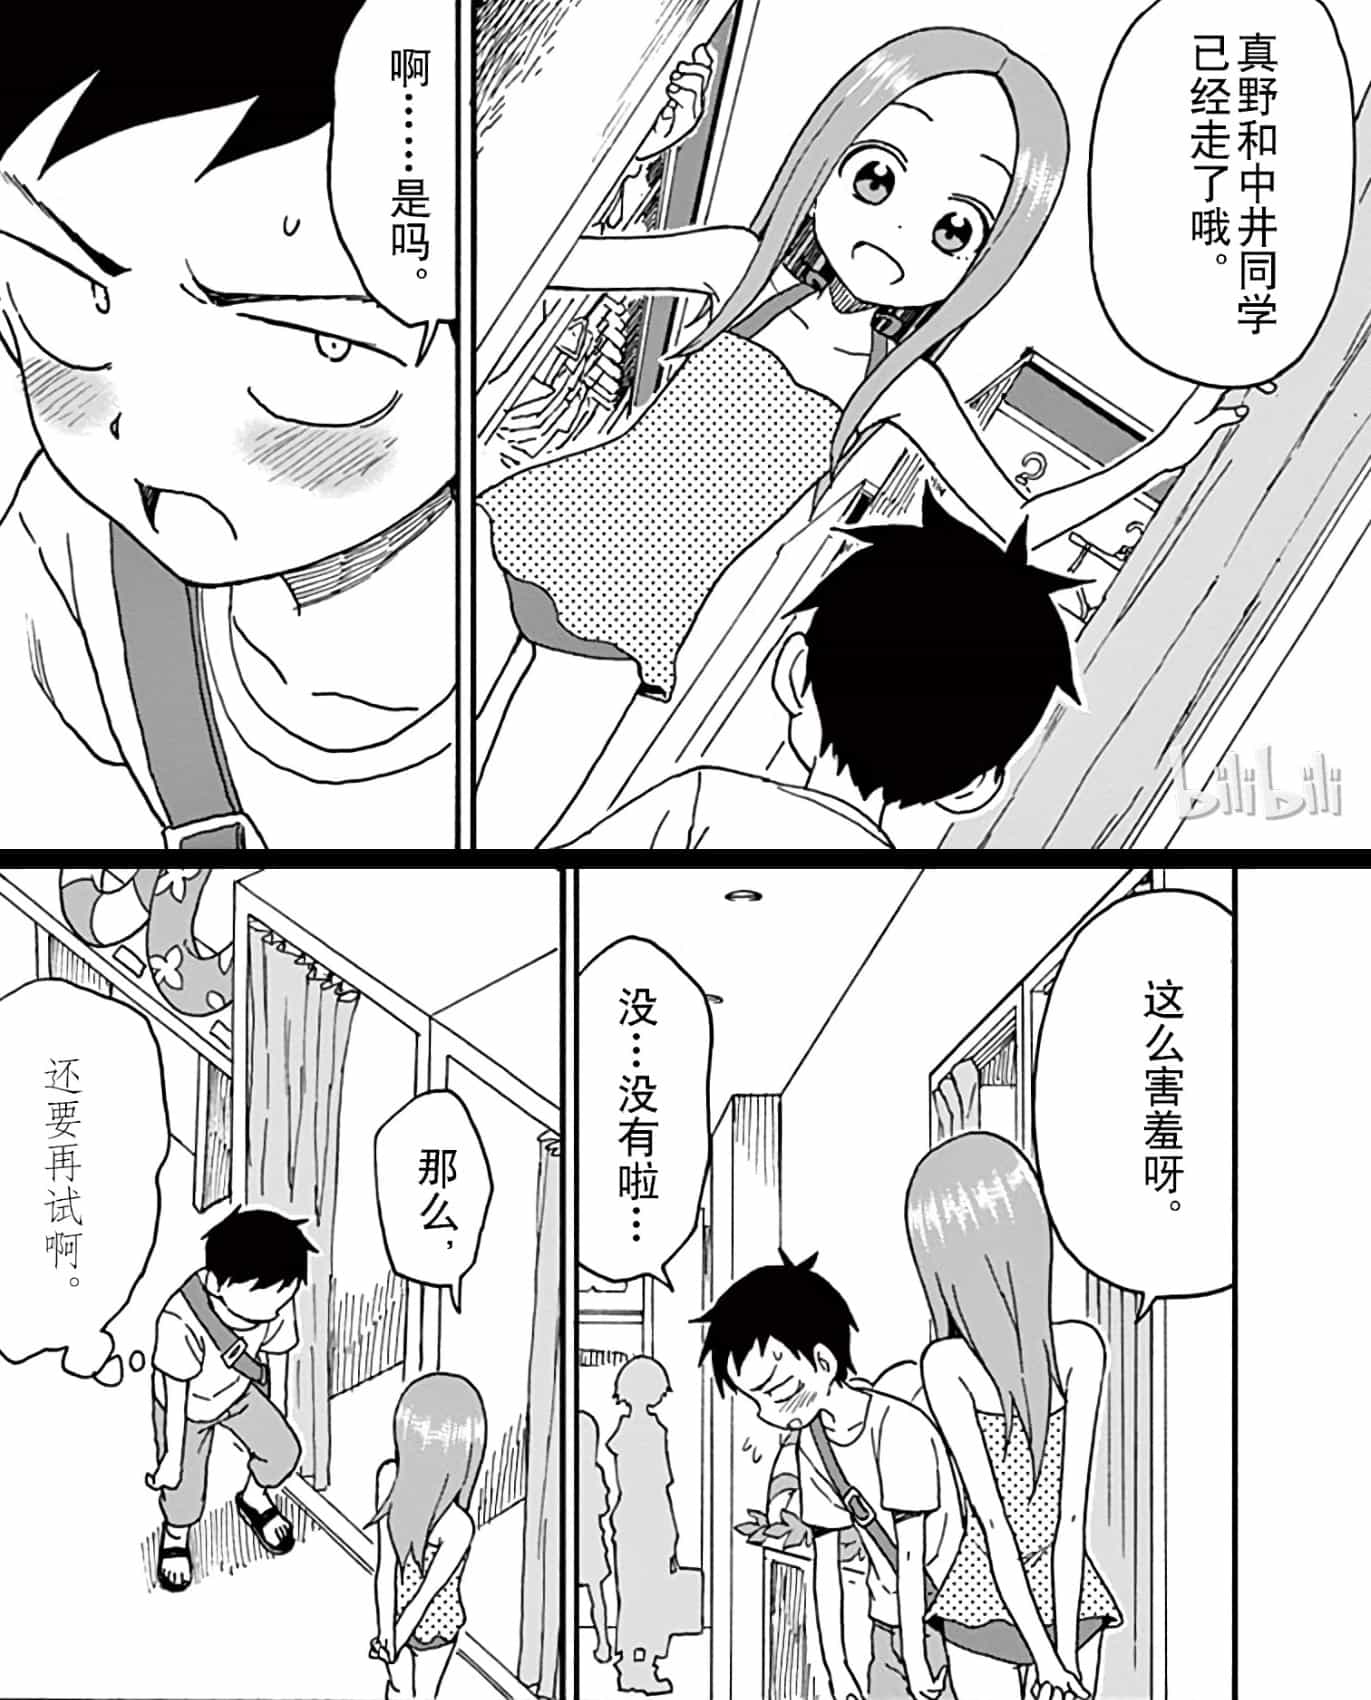 真野和中井同学
已经走了哦。
啊……是吗。
bilibili
这么害羞呀。
没…没有啦…
那么，
还要再试啊。